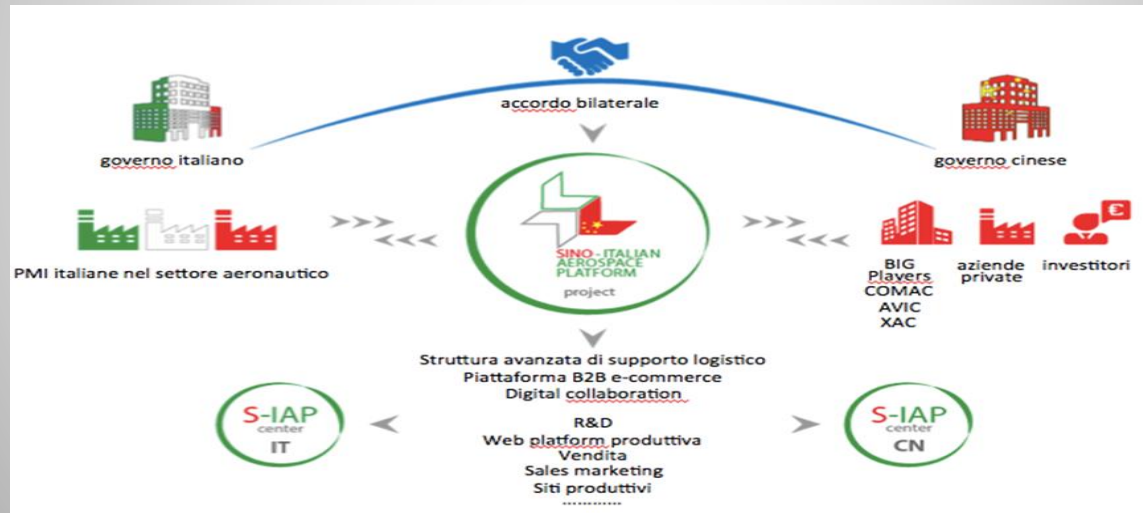 accordo bilaterale
governo italiano
governo cinese
SINO-ITALIAN
AEROSPACE
PLATFORM
project
PMI italiane nel settore aeronautico
BIG
Players
COMAC
AVIC
XAC
aziende
private
investitori
€
Struttura avanzata di supporto logistico
Piattaforma B2B e-commerce
Digital collaboration
R&D
Web platform produttiva
Vendita
Sales marketing
Siti produttivi
............
S-IAP
center
IT
S-IAP
center
CN